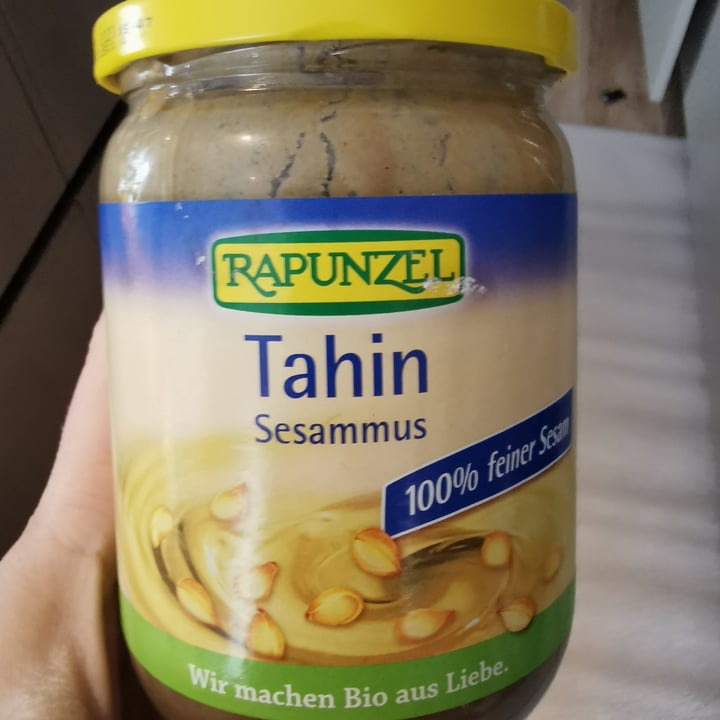 RAPUNZEL
Tahin
Sesammus
100% feiner Sesam
Wir machen Bio aus Liebe.